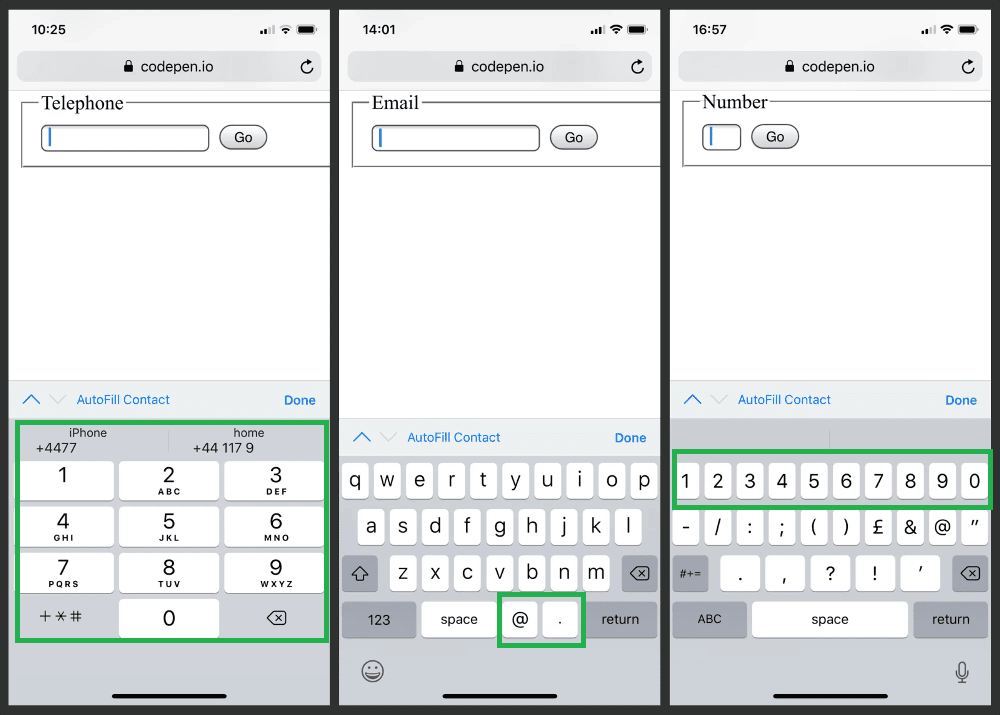 10:25
codepen.io
Telephone
Go
AutoFill Contact Done
iPhone home
+4477 +44 117 9
1 2 3
ABC DEF
4 5 6
GHI JKL MNO
7 8 9
PQRS TUV WXYZ
+*# 0
14:01
codepen.io
Email
Go
AutoFill Contact Done
q w e r t y u i o p
a s d f g h j k l
z x c v b n m
123 space @ . return
16:57
codepen.io
Number
Go
AutoFill Contact Done
1 2 3 4 5 6 7 8 9 0
- / : ; ( ) £ & @ ”
#+= . , ? ! ’
ABC space return